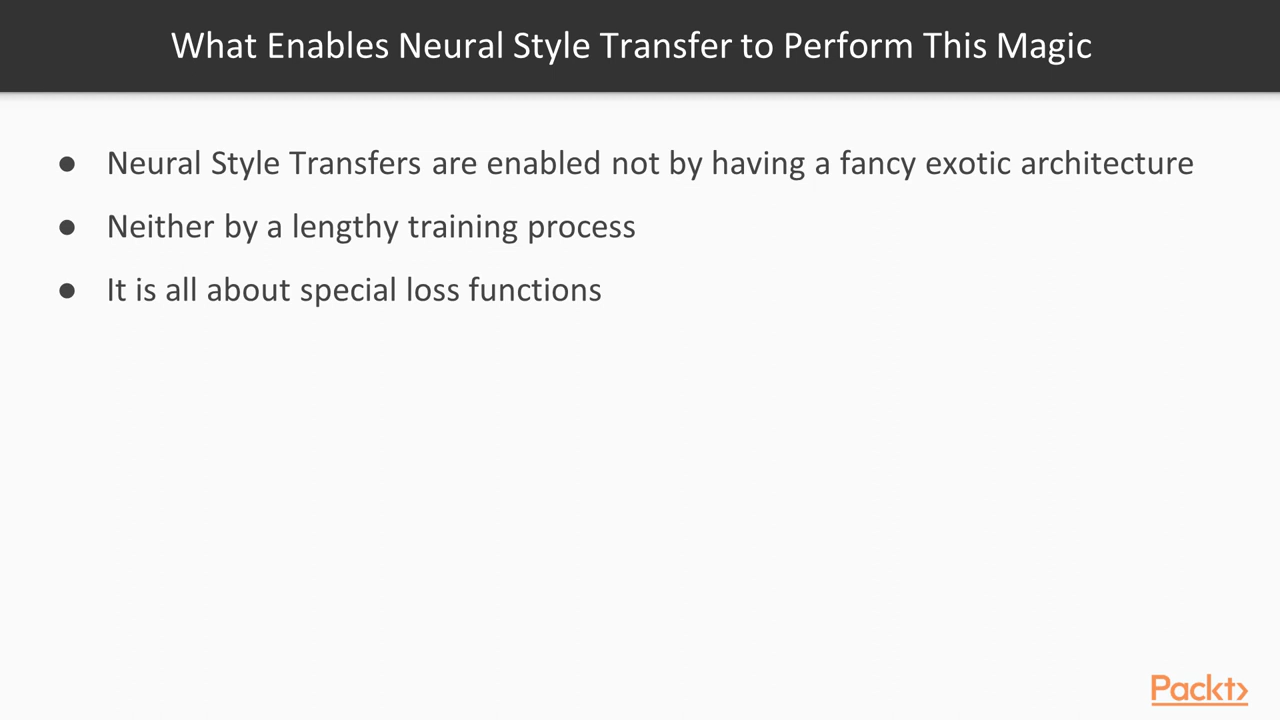 What Enables Neural Style Transfer to Perform This Magic
● Neural Style Transfers are enabled not by having a fancy exotic architecture
● Neither by a lengthy training process
● It is all about special loss functions
Packt>